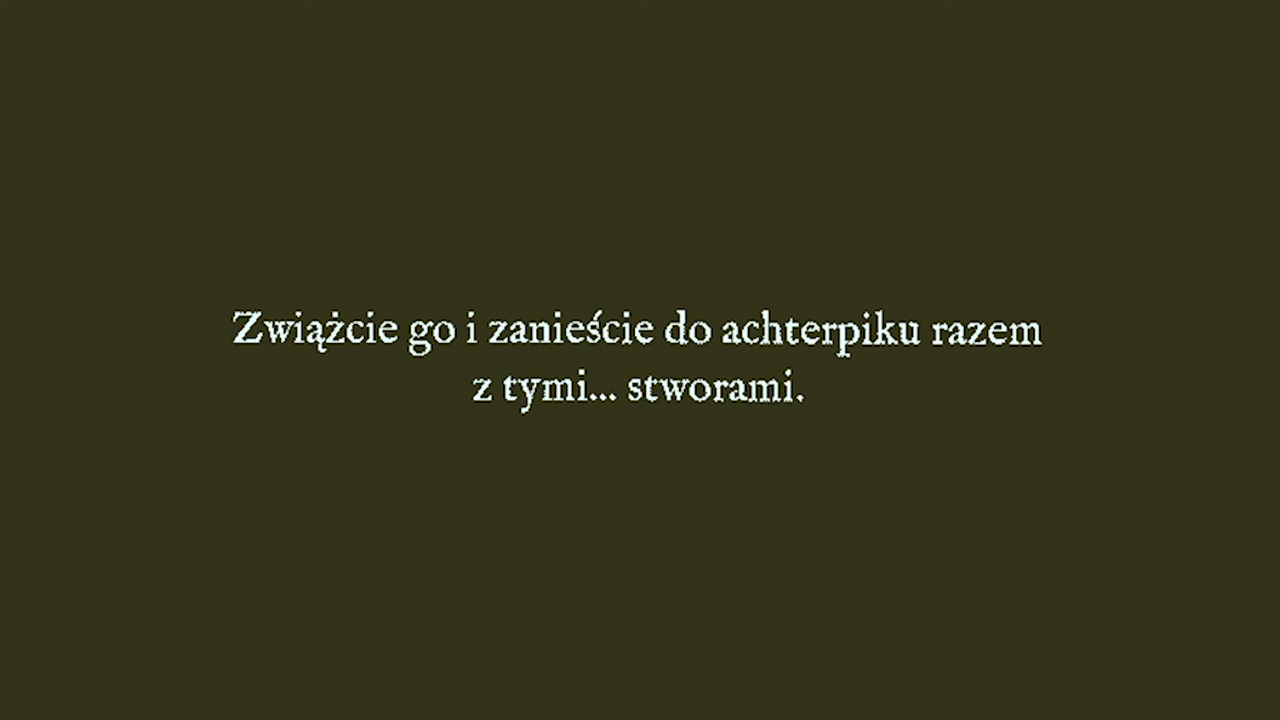 Zwiążcie go i zanieście do achterpiku razem
z tymi... stworami.